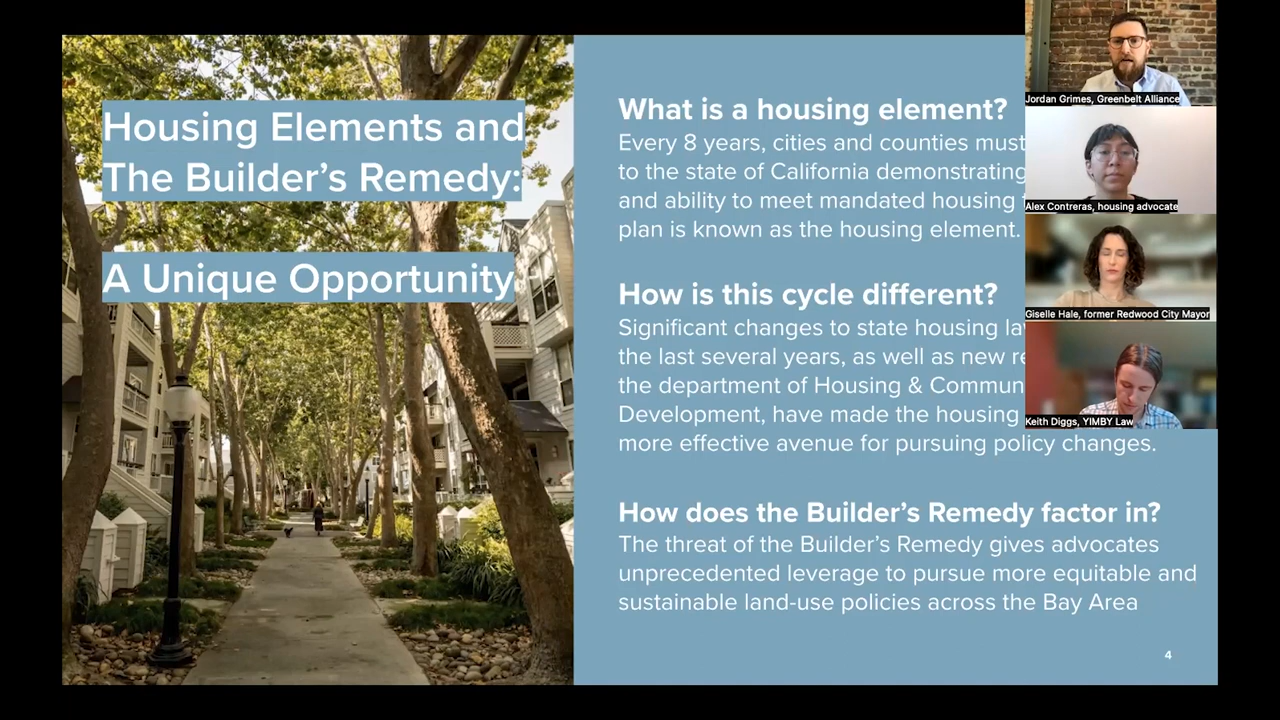 Housing Elements and
The Builder's Remedy:
A Unique Opportunity
What is a housing element?
Every 8 years, cities and counties must
to the state of California demonstrating
and ability to meet mandated housing
plan is known as the housing element.
How is this cycle different?
Significant changes to state housing
the last several years, as well as new
the department of Housing &
Development, have made the housing
more effective avenue for pursuing policy changes.
How does the Builder's Remedy factor in?
The threat of the Builder's Remedy gives advocates
unprecedented leverage to pursue more equitable and
sustainable land-use policies across the Bay Area
4
Jordan Grimes, Greenbelt Alliance
Alex Contreras, housing advocate
Giselle Hale, former Redwood City Mayor
Keith Diggs, YIMBY Law